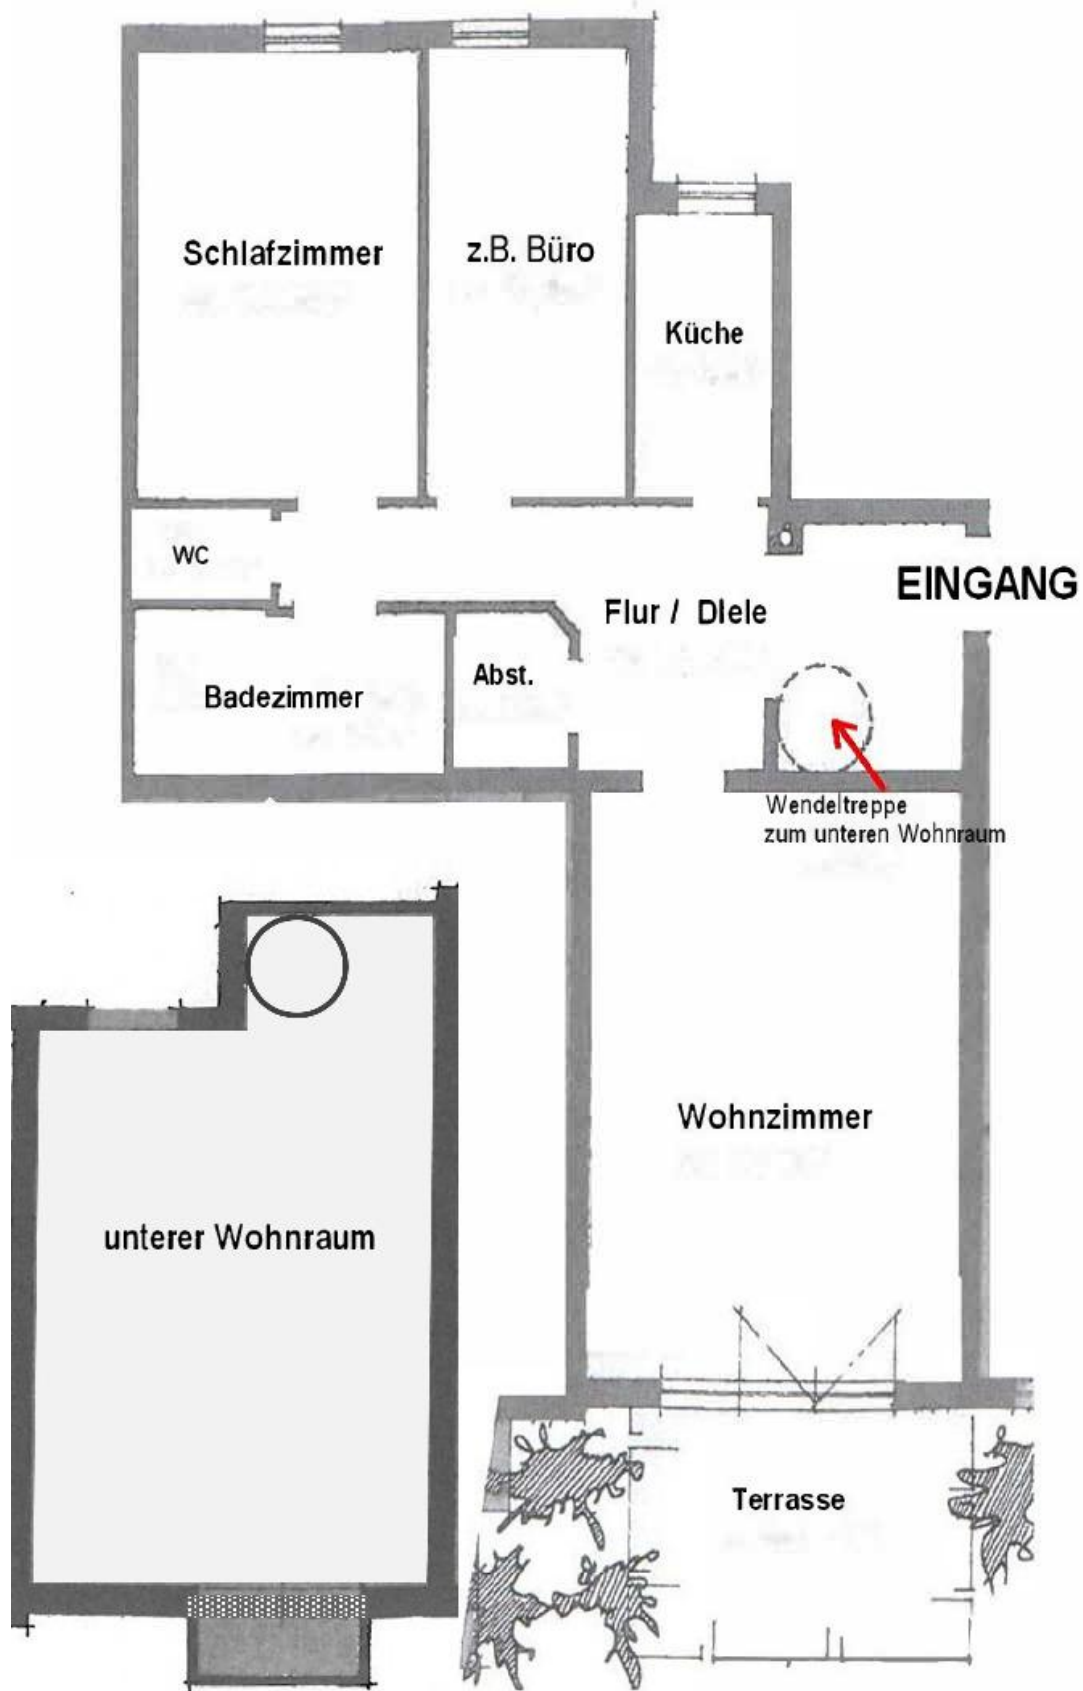 Schlafzimmer
z.B. Büro
Küche
WC
EINGANG
Flur / Diele
Abst.
Badezimmer
Wendeltreppe
zum unteren Wohnraum
Wohnzimmer
unterer Wohnraum
Terrasse